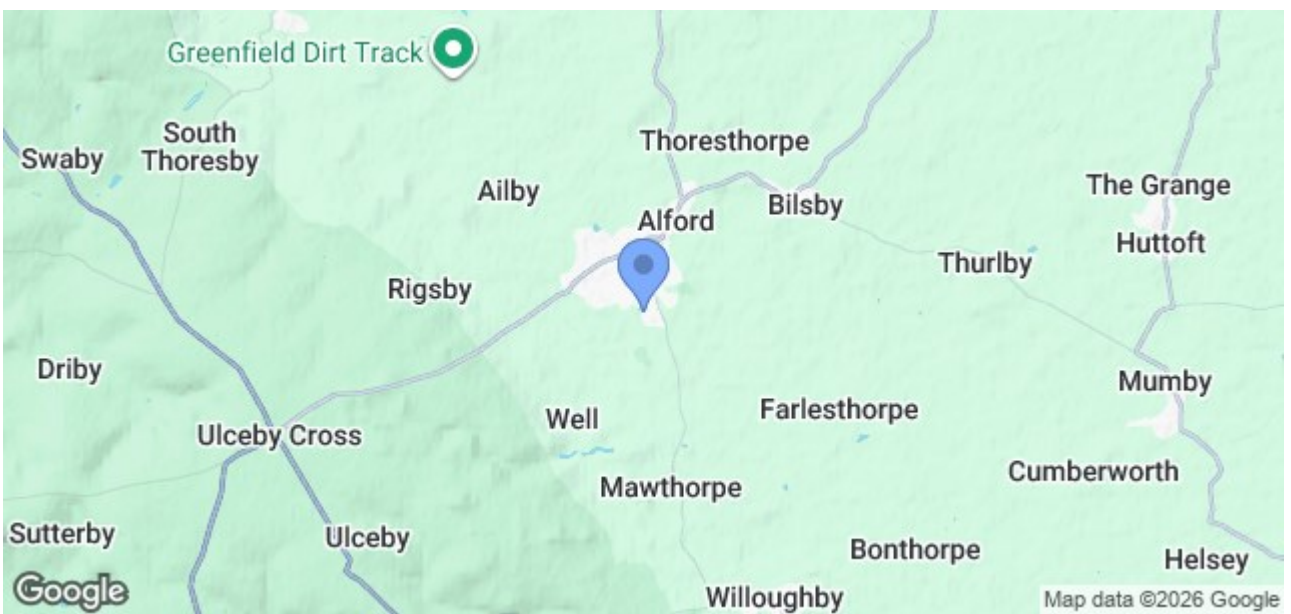 Greenfield Dirt Track
South
Thoresby
Swaby
Thoresthorpe
Ailby
The Grange
Bilsby
Alford
Huttoft
Thurlby
Rigsby
Driby
Mumby
Farlesthorpe
Well
Ulceby Cross
Cumberworth
Mawthorpe
Sutterby
Ulceby
Bonthorpe
Helsey
Google
Willoughby
Map data ©2026 Google